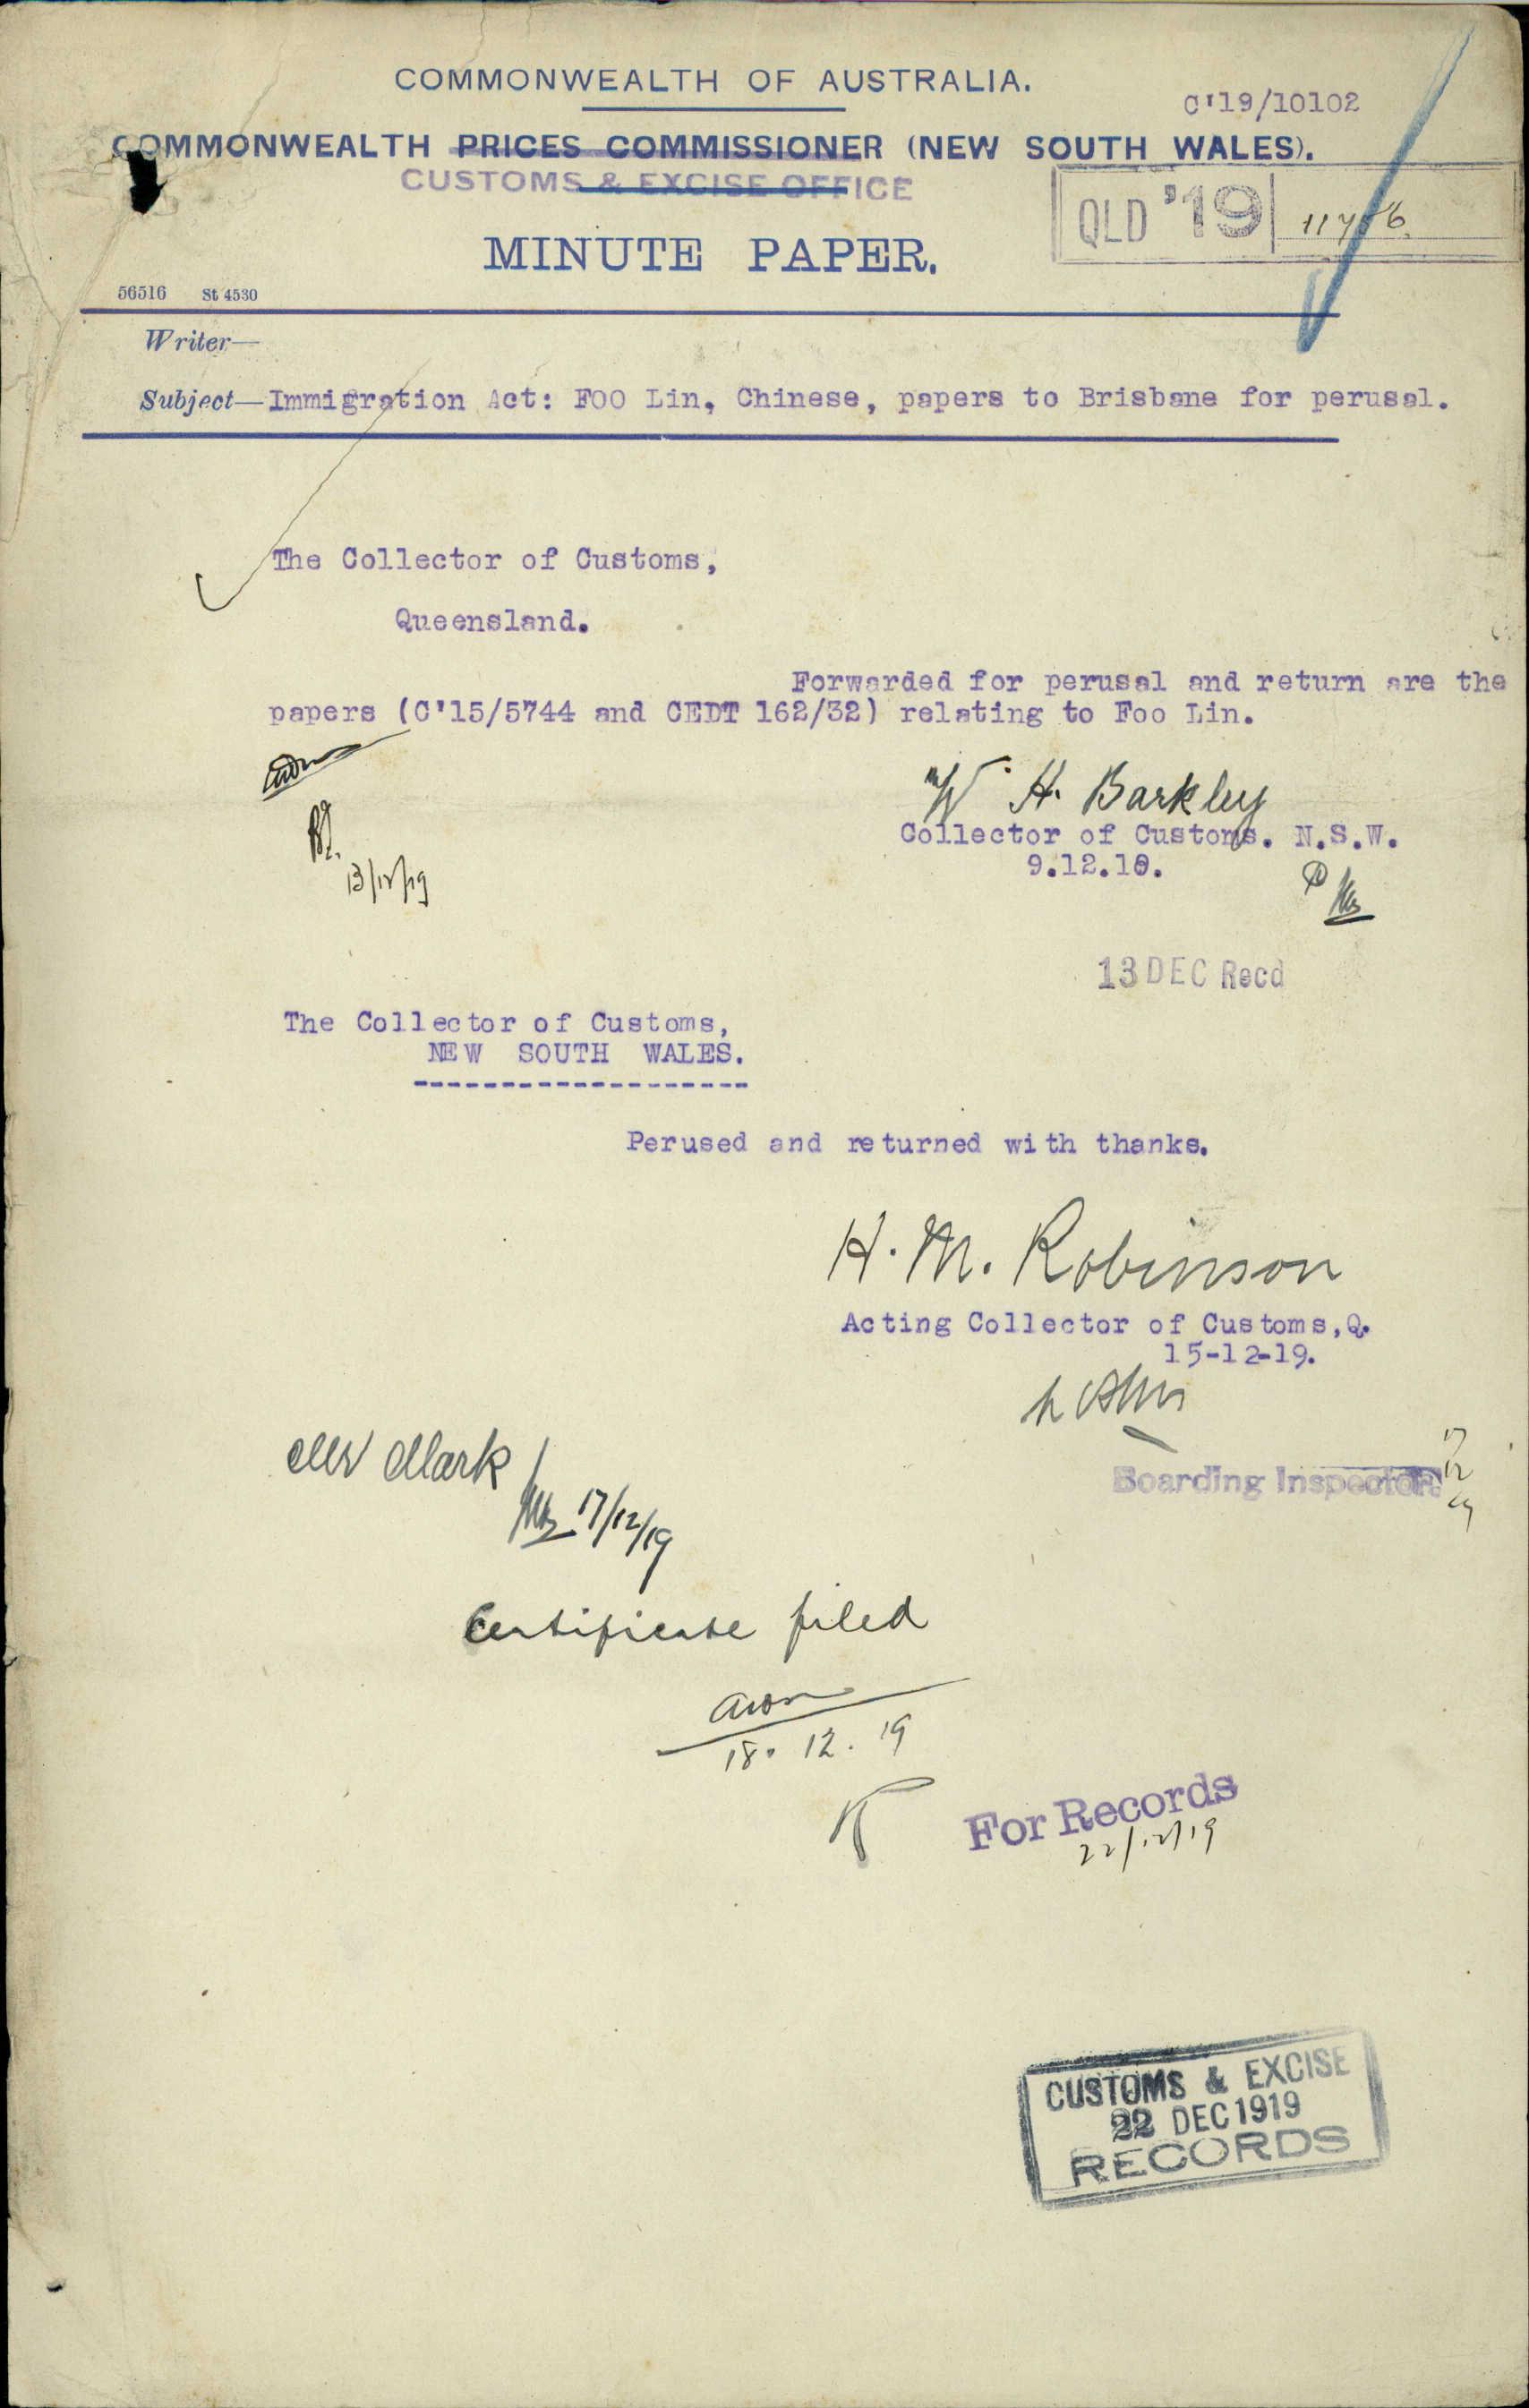 COMMONWEALTH OF AUSTRALIA.
C'19/10102
COMMONWEALTH PRICES COMMISSIONER (NEW SOUTH WALES).
CUSTOMS & EXCISE OFFICE
QLD '19
MINUTE PAPER.
56516 St 4530
Writer—
Subject—Immigration Act: FOO Lin, Chinese, papers to Brisbane for perusal.
The Collector of Customs,
Queensland.
Forwarded for perusal and return are the
papers (C'15/5744 and CEDT 162/32) relating to Foo Lin.
W. H. Barkley
Collector of Customs. N.S.W.
9.12.19.
13/12/19
13 DEC Recd
The Collector of Customs,
NEW SOUTH WALES.
Perused and returned with thanks.
H. M. Robinson
Acting Collector of Customs,Q.
15-12-19.
Mr Mark
17/12/19
Boarding Inspector
17
12
19
Certificate filed
18. 12. 19
For Records
22/12/19
CUSTOMS & EXCISE
22 DEC 1919
RECORDS